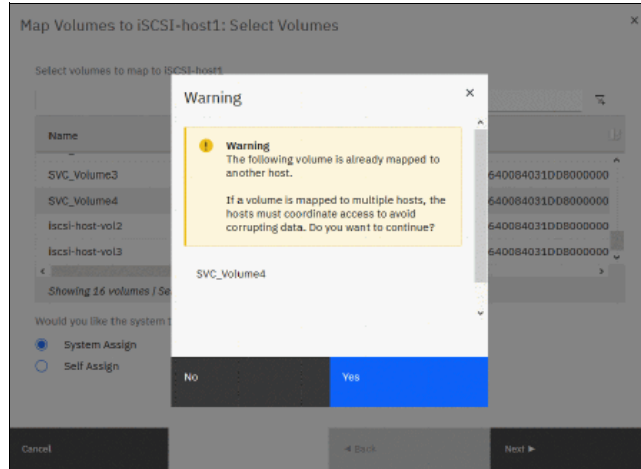 Map Volumes to iSCSI-host1: Select Volumes
Select volumes to map to iSCSI-host1
Warning
Name
Warning
The following volume is already mapped to
another host.
If a volume is mapped to multiple hosts, the
hosts must coordinate access to avoid
corrupting data. Do you want to continue?
SVC_Volume3
640084031DD8000000
SVC_Volume4
iscsi-host-vol2
640084031DD8000000
iscsi-host-vol3
640084031DD8000000
SVC_Volume4
Showing 16 volumes | Se
Would you like the system t
System Assign
Self Assign
No
Yes
Cancel
Back
Next